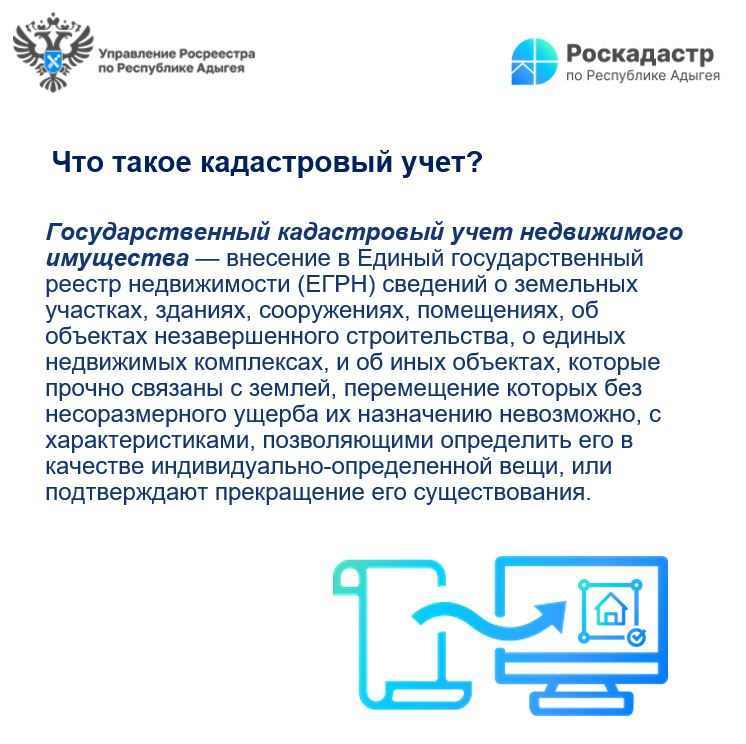 Управление Росреестра
по Республике Адыгея
Роскадастр
по Республике Адыгея
Что такое кадастровый учет?
Государственный кадастровый учет недвижимого
имущества — внесение в Единый государственный
реестр недвижимости (ЕГРН) сведений о земельных
участках, зданиях, сооружениях, помещениях, об
объектах незавершенного строительства, о единых
недвижимых комплексах, и об иных объектах, которые
прочно связаны с землей, перемещение которых без
несоразмерного ущерба их назначению невозможно, с
характеристиками, позволяющими определить его в
качестве индивидуально-определенной вещи, или
подтверждают прекращение его существования.